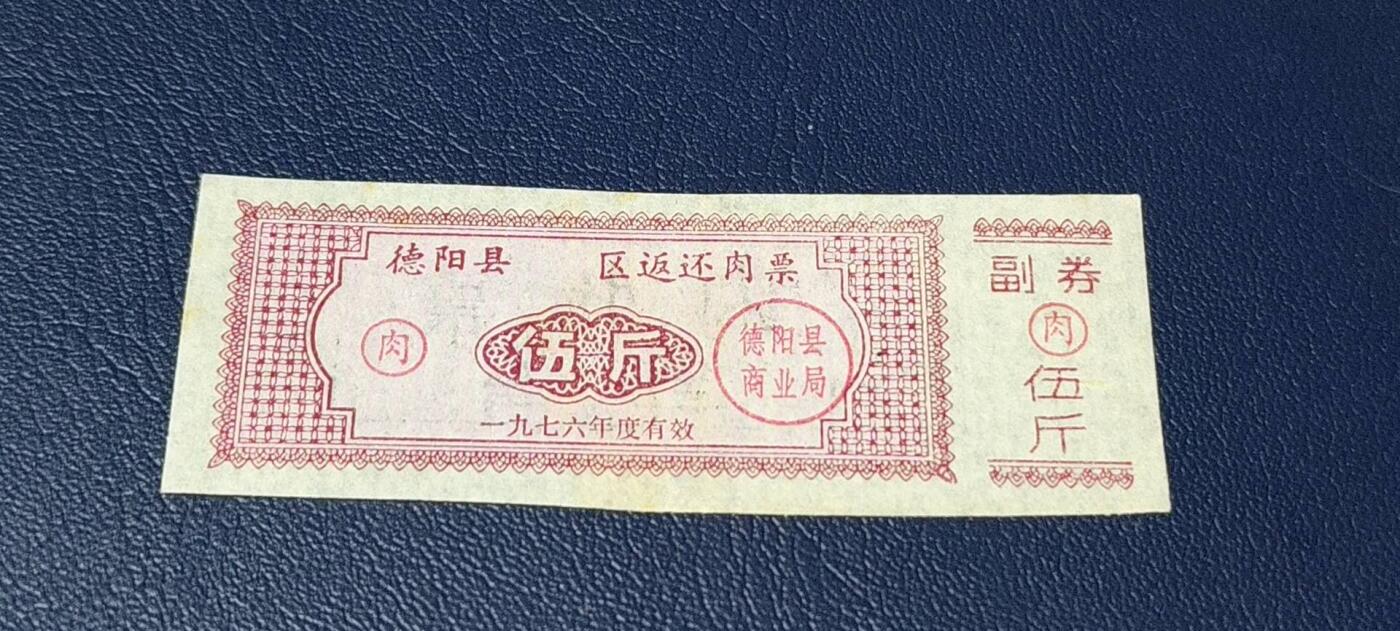 德阳县 区返还肉票
肉
伍斤
德阳县
商业局
一九七六年度有效
副券
肉
伍
斤